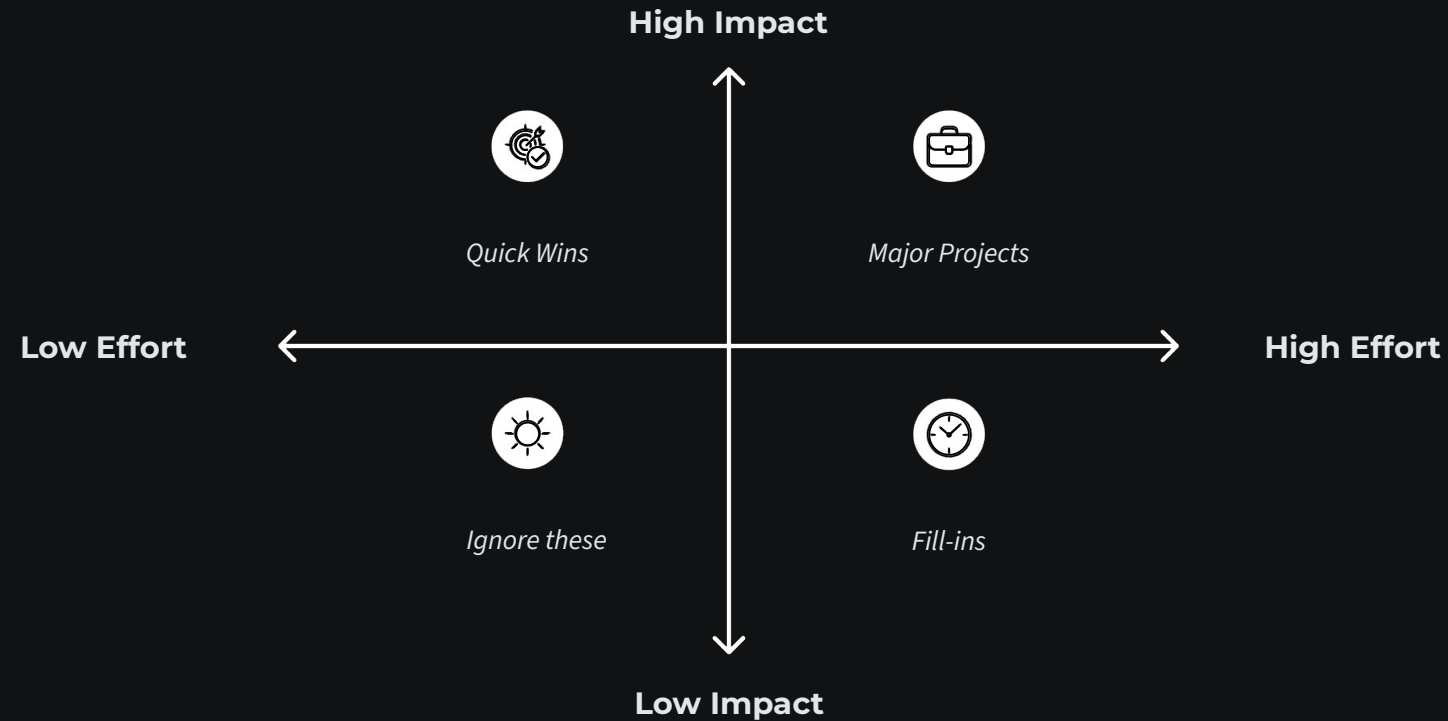 High Impact
Quick Wins
Major Projects
Low Effort
High Effort
Ignore these
Fill-ins
Low Impact